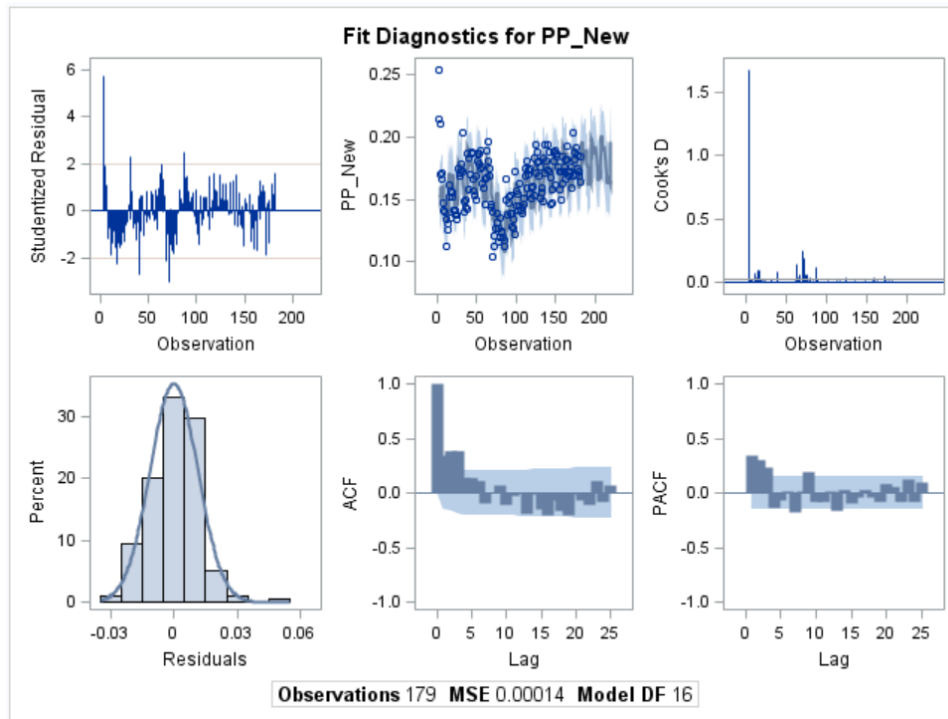 Fit Diagnostics for PP_New
6
4
2
0
-2
Studentized Residual
0 50 100 150 200
Observation
0.25
0.20
0.15
0.10
PP_New
0 50 100 150 200
Observation
1.5
1.0
0.5
0.0
Cook's D
0 50 100 150 200
Observation
30
20
10
0
Percent
-0.03 0 0.03 0.06
Residuals
1.0
0.5
0.0
-0.5
-1.0
ACF
0 5 10 15 20 25
Lag
1.0
0.5
0.0
-0.5
-1.0
PACF
0 5 10 15 20 25
Lag
Observations 179 MSE 0.00014 Model DF 16